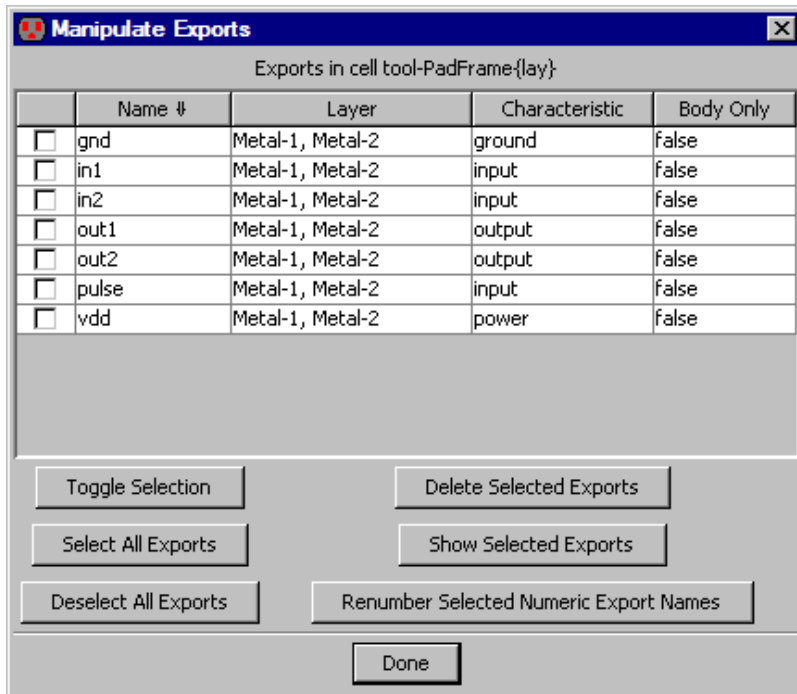 Manipulate Exports
Exports in cell tool-PadFrame{lay}
Name ⇓ Layer Characteristic Body Only
gnd Metal-1, Metal-2 ground false
in1 Metal-1, Metal-2 input false
in2 Metal-1, Metal-2 input false
out1 Metal-1, Metal-2 output false
out2 Metal-1, Metal-2 output false
pulse Metal-1, Metal-2 input false
vdd Metal-1, Metal-2 power false
Toggle Selection Delete Selected Exports
Select All Exports Show Selected Exports
Deselect All Exports Renumber Selected Numeric Export Names
Done